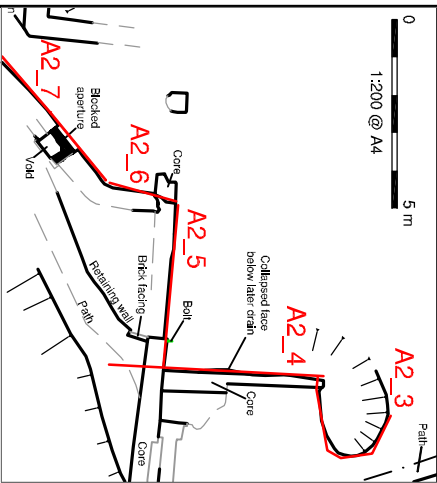 0
5 m
1:200 @ A4
A2_3
Path
A2_4
Collapsed face
below later drain
Core
A2_5
Bolt
Core
A2_6
Brick facing
Retaining wall
Path
Core
A2_7
Blocked
aperture
Void